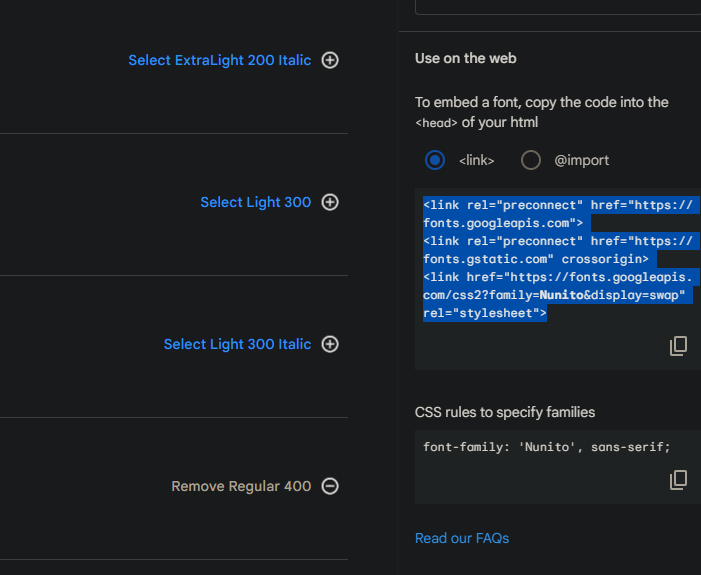 Select ExtraLight 200 Italic
Select Light 300
Select Light 300 Italic
Remove Regular 400
Use on the web
To embed a font, copy the code into the
<head> of your html
<link>
@import
<link rel="preconnect" href="https://
fonts.googleapis.com">
<link rel="preconnect" href="https://
fonts.gstatic.com" crossorigin>
<link href="https://fonts.googleapis.
com/css2?family=Nunito&display=swap"
rel="stylesheet">
CSS rules to specify families
font-family: 'Nunito', sans-serif;
Read our FAQs